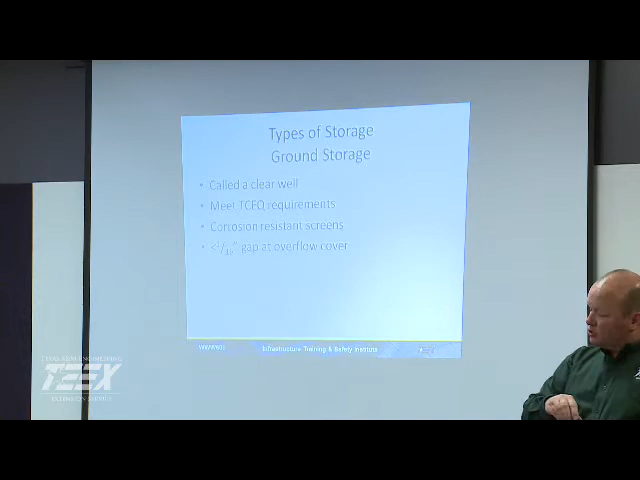 Types of Storage
Ground Storage
• Called a clear well
• Meet TCEQ requirements
• Corrosion resistant screens
• <1/16" gap at overflow cover
Infrastructure Training & Safety Institute
TEXAS A&M ENGINEERING
TEEX
EXTENSION SERVICE